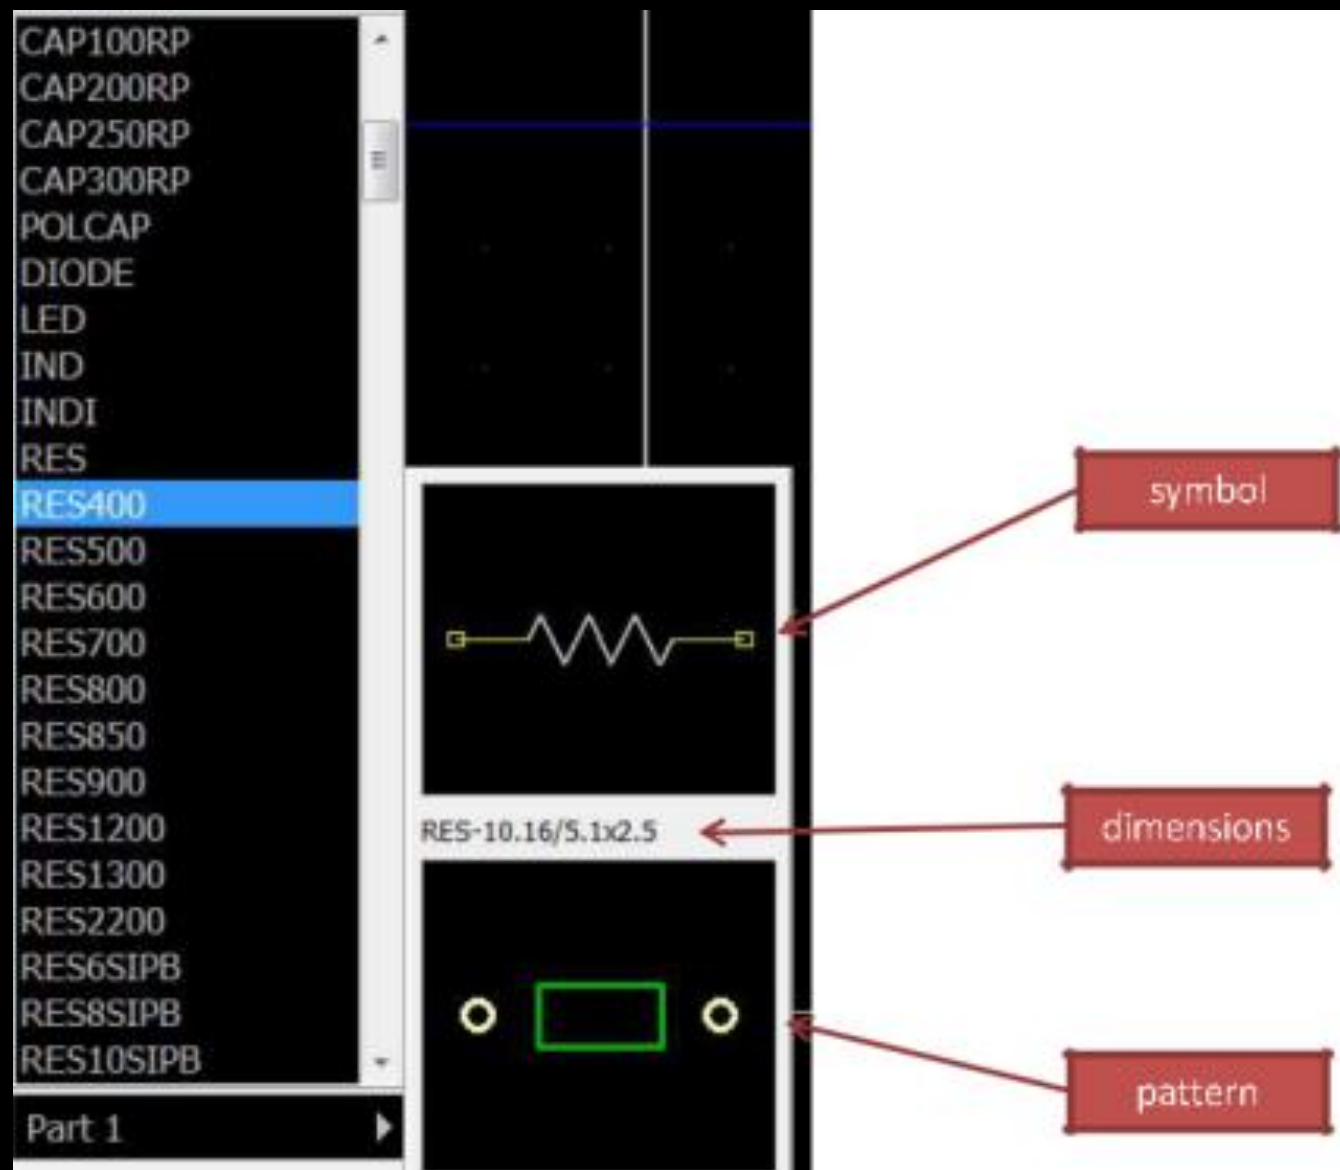 CAP100RP
CAP200RP
CAP250RP
CAP300RP
POLCAP
DIODE
LED
IND
INDI
RES
RES400
RES500
RES600
RES700
RES800
RES850
RES900
RES1200
RES1300
RES2200
RES6SIPB
RES8SIPB
RES10SIPB
Part 1
symbol
RES-10.16/5.1x2.5
dimensions
pattern